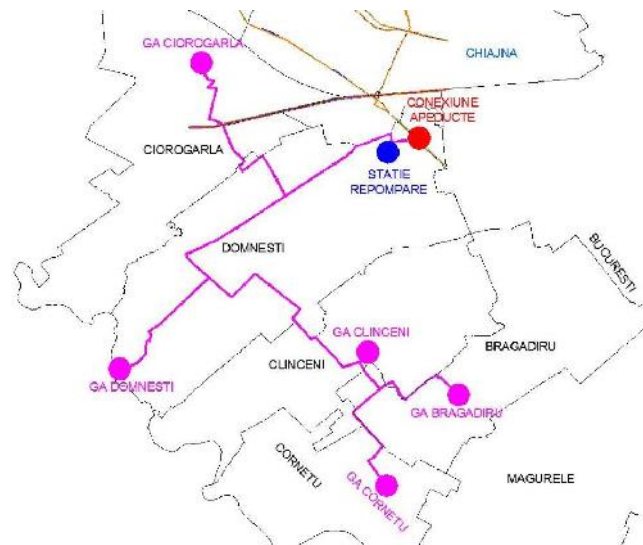 GA CIOROGARLA
CHIAJNA
CONEXIUNE
APEDUCTE
CIOROGARLA
STATIE
REPOMPARE
DOMNESTI
BUCURESTI
GA CLINCENI
BRAGADIRU
CLINCENI
GA DOMNESTI
GA BRAGADIRU
CORNETU
GA CORNETU
MAGURELE